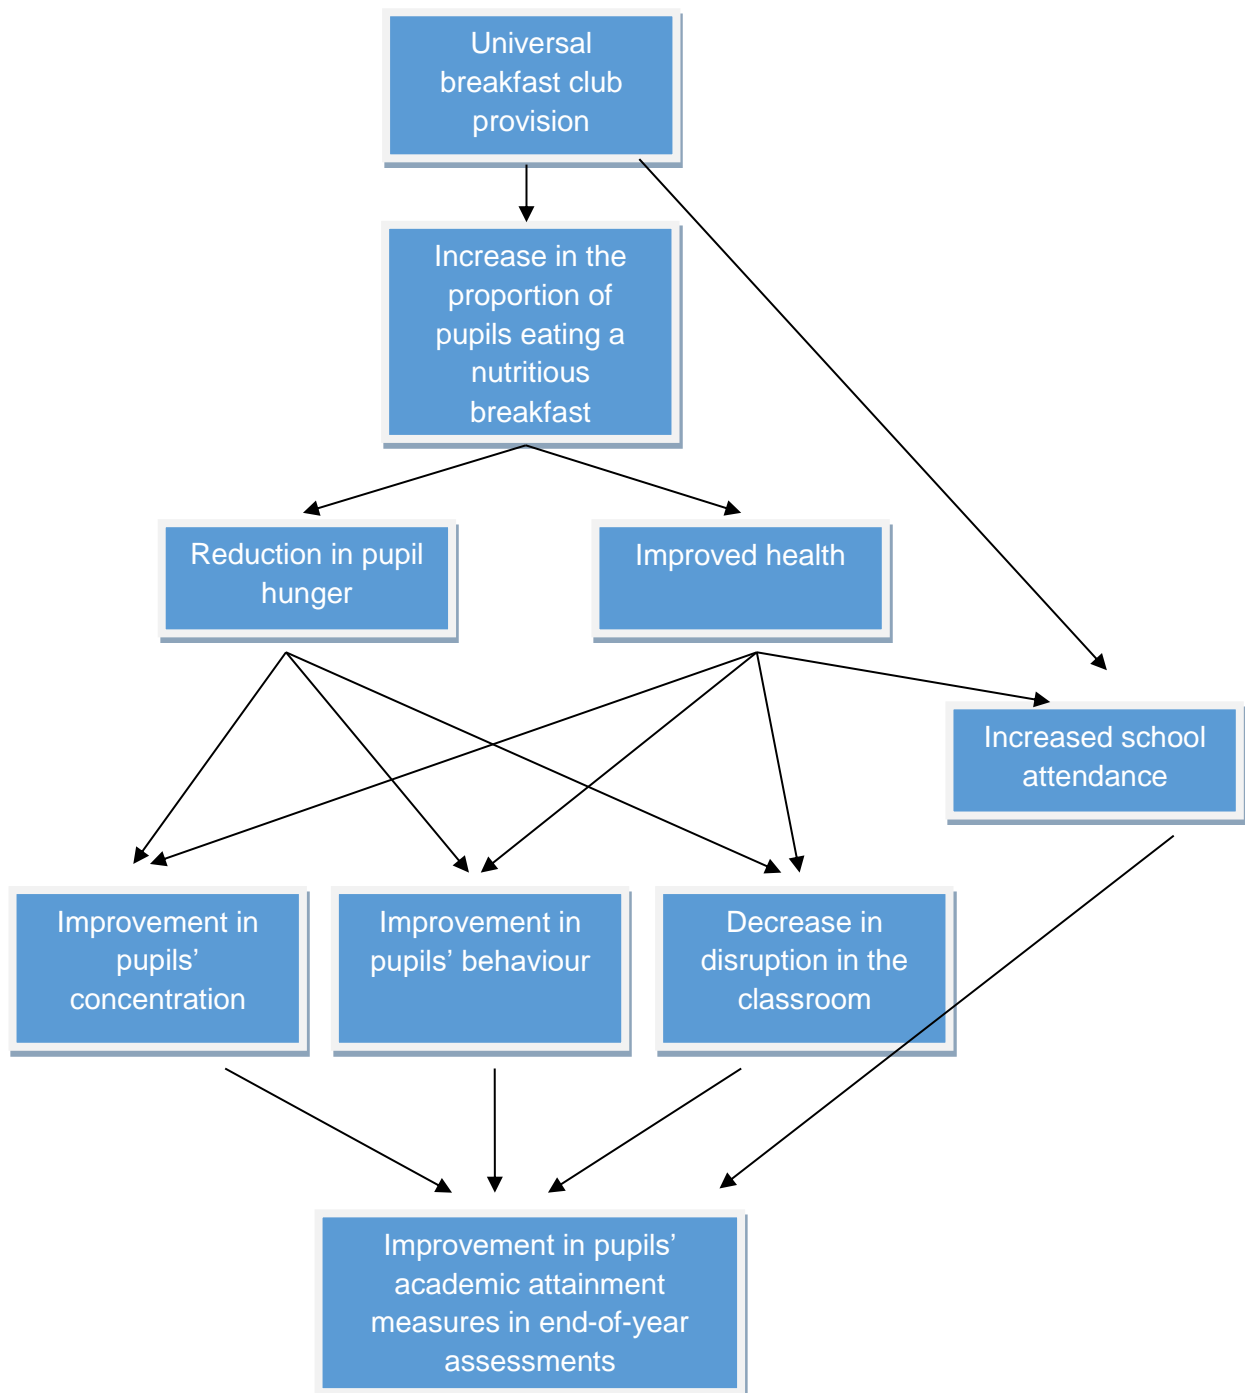 Universal
breakfast club
provision
Increase in the
proportion of
pupils eating a
nutritious
breakfast
Reduction in pupil
hunger
Improved health
Increased school
attendance
Improvement in
pupils’
concentration
Improvement in
pupils’ behaviour
Decrease in
disruption in the
classroom
Improvement in pupils’
academic attainment
measures in end-of-year
assessments